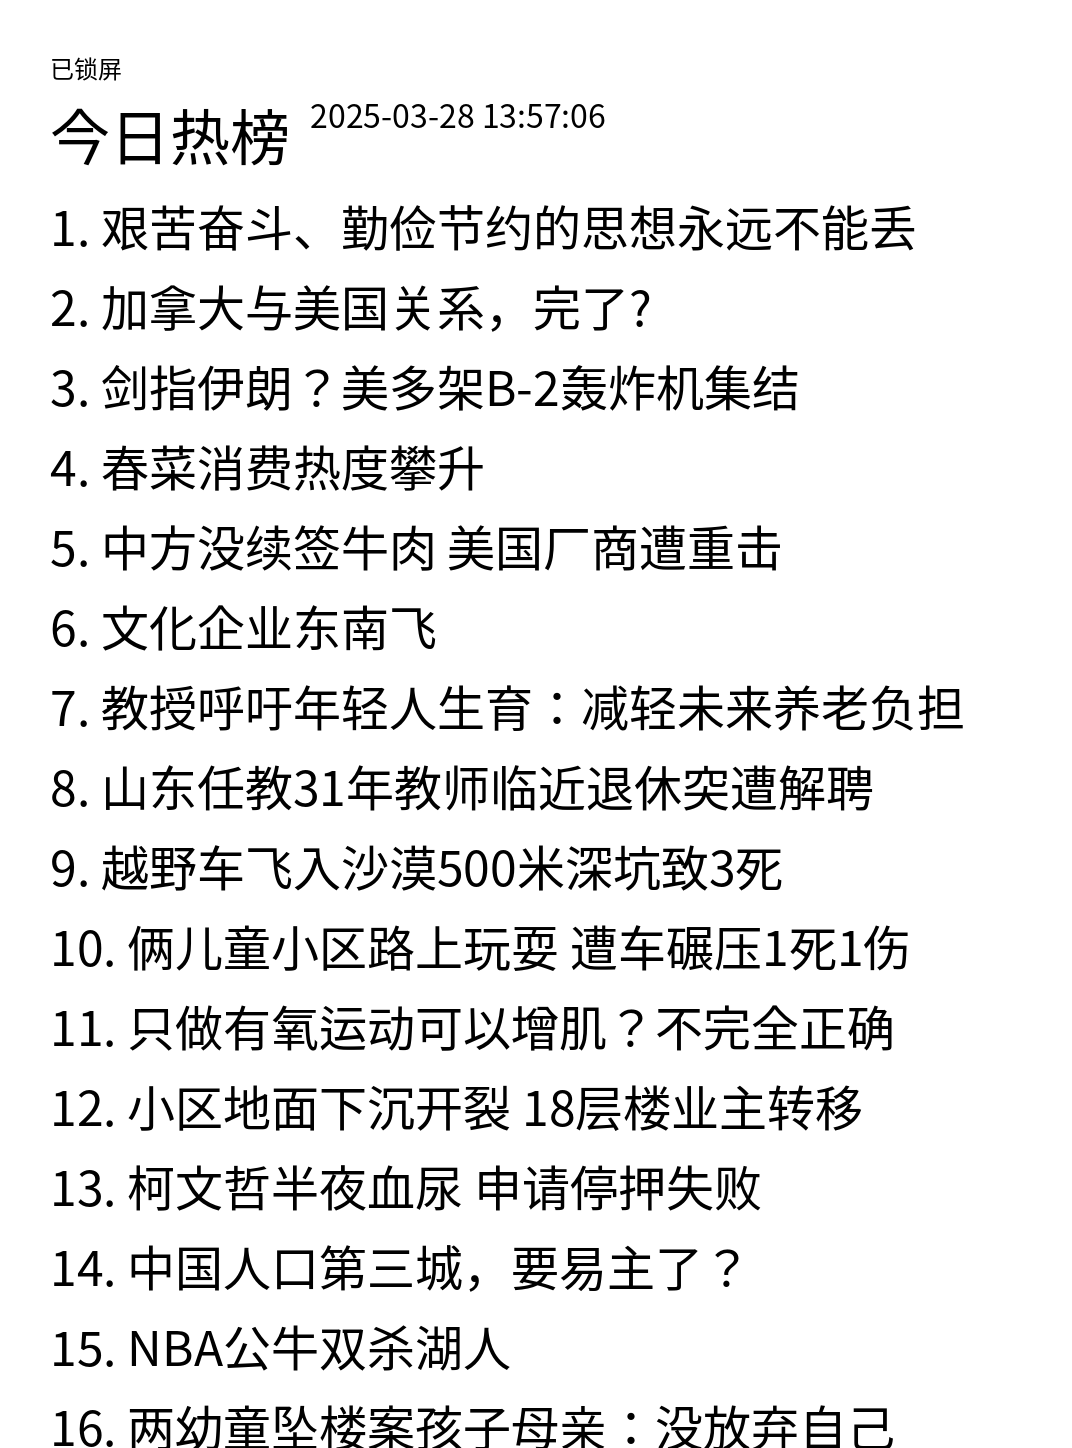 已锁屏
今日热榜 2025-03-28 13:57:06
1. 艰苦奋斗、勤俭节约的思想永远不能丢
2. 加拿大与美国关系，完了?
3. 剑指伊朗？美多架B-2轰炸机集结
4. 春菜消费热度攀升
5. 中方没续签牛肉 美国厂商遭重击
6. 文化企业东南飞
7. 教授呼吁年轻人生育：减轻未来养老负担
8. 山东任教31年教师临近退休突遭解聘
9. 越野车飞入沙漠500米深坑致3死
10. 俩儿童小区路上玩耍 遭车碾压1死1伤
11. 只做有氧运动可以增肌？不完全正确
12. 小区地面下沉开裂 18层楼业主转移
13. 柯文哲半夜血尿 申请停押失败
14. 中国人口第三城，要易主了？
15. NBA公牛双杀湖人
16. 两幼童坠楼案孩子母亲：没放弃自己